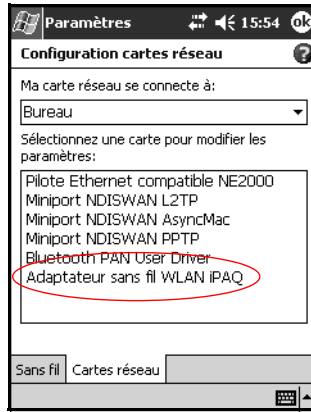 Paramètres 15:54 ok
Configuration cartes
réseau
Ma carte réseau se connecte à:
Bureau
Sélectionnez une carte pour modifier les
paramètres:
Pilote Ethernet compatible NE2000
Miniport NDISWAN L2TP
Miniport NDISWAN AsyncMac
Miniport NDISWAN PPTP
Bluetooth PAN User Driver
Adaptateur sans fil WLAN iPAQ
Sans fil Cartes réseau